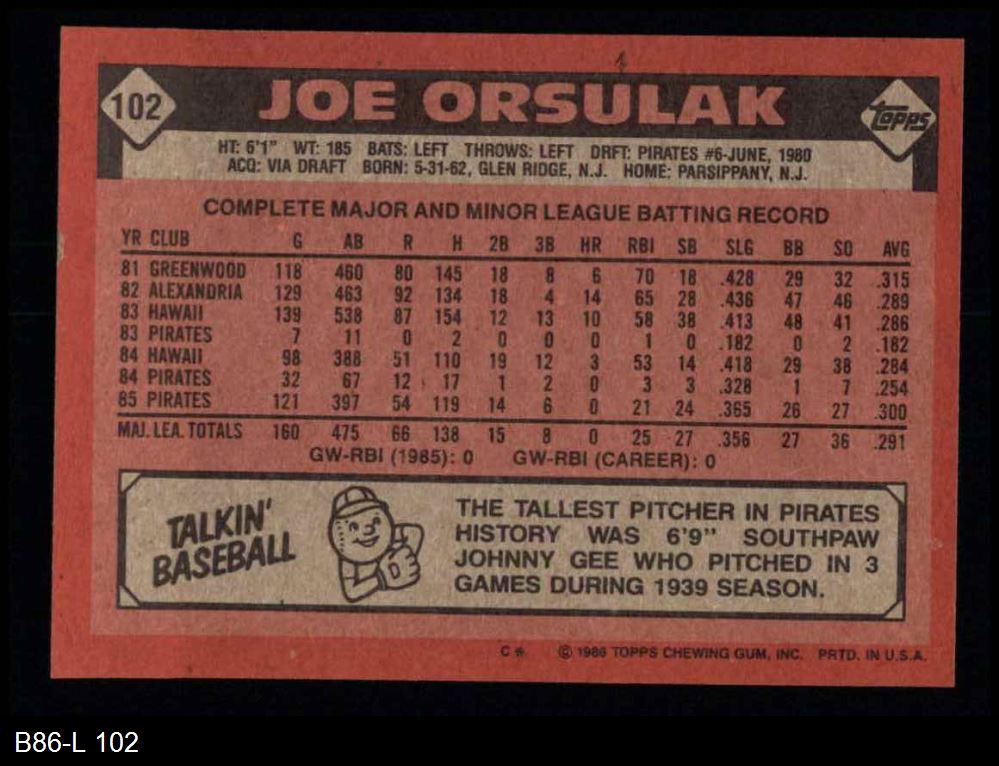 102 JOE ORSULAK topps
HT: 6'1" WT: 185 BATS: LEFT THROWS: LEFT DRFT: PIRATES #6-JUNE, 1980
ACQ: VIA DRAFT BORN: 5-31-62, GLEN RIDGE, N.J. HOME: PARSIPPANY, N.J.
COMPLETE MAJOR AND MINOR LEAGUE BATTING RECORD
YR CLUB G AB R H 2B 3B HR RBI SB SLG BB SO AVG
81 GREENWOOD 118 460 80 145 18 8 6 70 18 .428 29 32 .315
82 ALEXANDRIA 129 463 92 134 18 4 14 65 28 .436 47 46 .289
83 HAWAII 139 538 87 154 12 13 10 58 38 .413 48 41 .286
83 PIRATES 7 11 0 2 0 0 0 1 0 .182 0 2 .182
84 HAWAII 98 388 51 110 19 12 3 53 14 .418 29 38 .284
84 PIRATES 32 67 12 17 1 2 0 3 3 .328 1 7 .254
85 PIRATES 121 397 54 119 14 6 0 21 24 .365 26 27 .300
MAJ. LEA. TOTALS 160 475 66 138 15 8 0 25 27 .356 27 36 .291
GW-RBI (1985): 0 GW-RBI (CAREER): 0
TALKIN'
BASEBALL
THE TALLEST PITCHER IN PIRATES
HISTORY WAS 6'9" SOUTHPAW
JOHNNY GEE WHO PITCHED IN 3
GAMES DURING 1939 SEASON.
C* © 1986 TOPPS CHEWING GUM, INC. PRTD. IN U.S.A.
B86-L 102